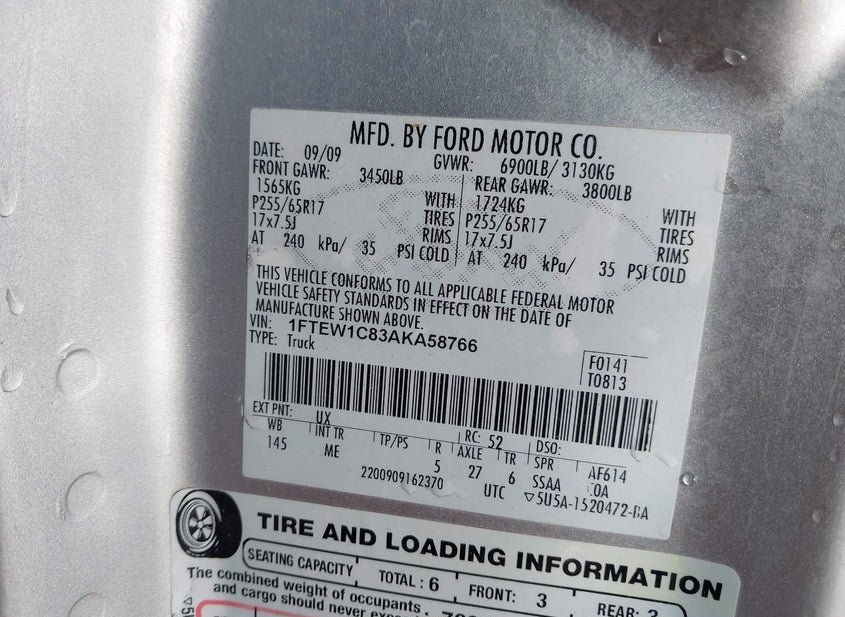 MFD. BY FORD MOTOR CO.
DATE: 09/09 GVWR: 6900LB/ 3130KG
FRONT GAWR: 3450LB REAR GAWR: 3800LB
1565KG WITH 1724KG WITH
P255/65R17 TIRES P255/65R17 TIRES
17x7.5J RIMS 17x7.5J RIMS
AT 240 kPa/ 35 PSI COLD AT 240 kPa/ 35 PSI COLD
THIS VEHICLE CONFORMS TO ALL APPLICABLE FEDERAL MOTOR
VEHICLE SAFETY STANDARDS IN EFFECT ON THE DATE OF
MANUFACTURE SHOWN ABOVE.
VIN: 1FTEW1C83AKA58766
TYPE: Truck
F0141
T0813
EXT PNT: UX RC: 52 DSO:
WB INT TR TP/PS R AXLE TR SPR AF614
145 ME 5 27 6 SSAA
2200909162370 UTC ▽5U5A-1520472-BA
TIRE AND LOADING INFORMATION
SEATING CAPACITY TOTAL: 6 FRONT: 3 REAR: 3
The combined weight of occupants
and cargo should never